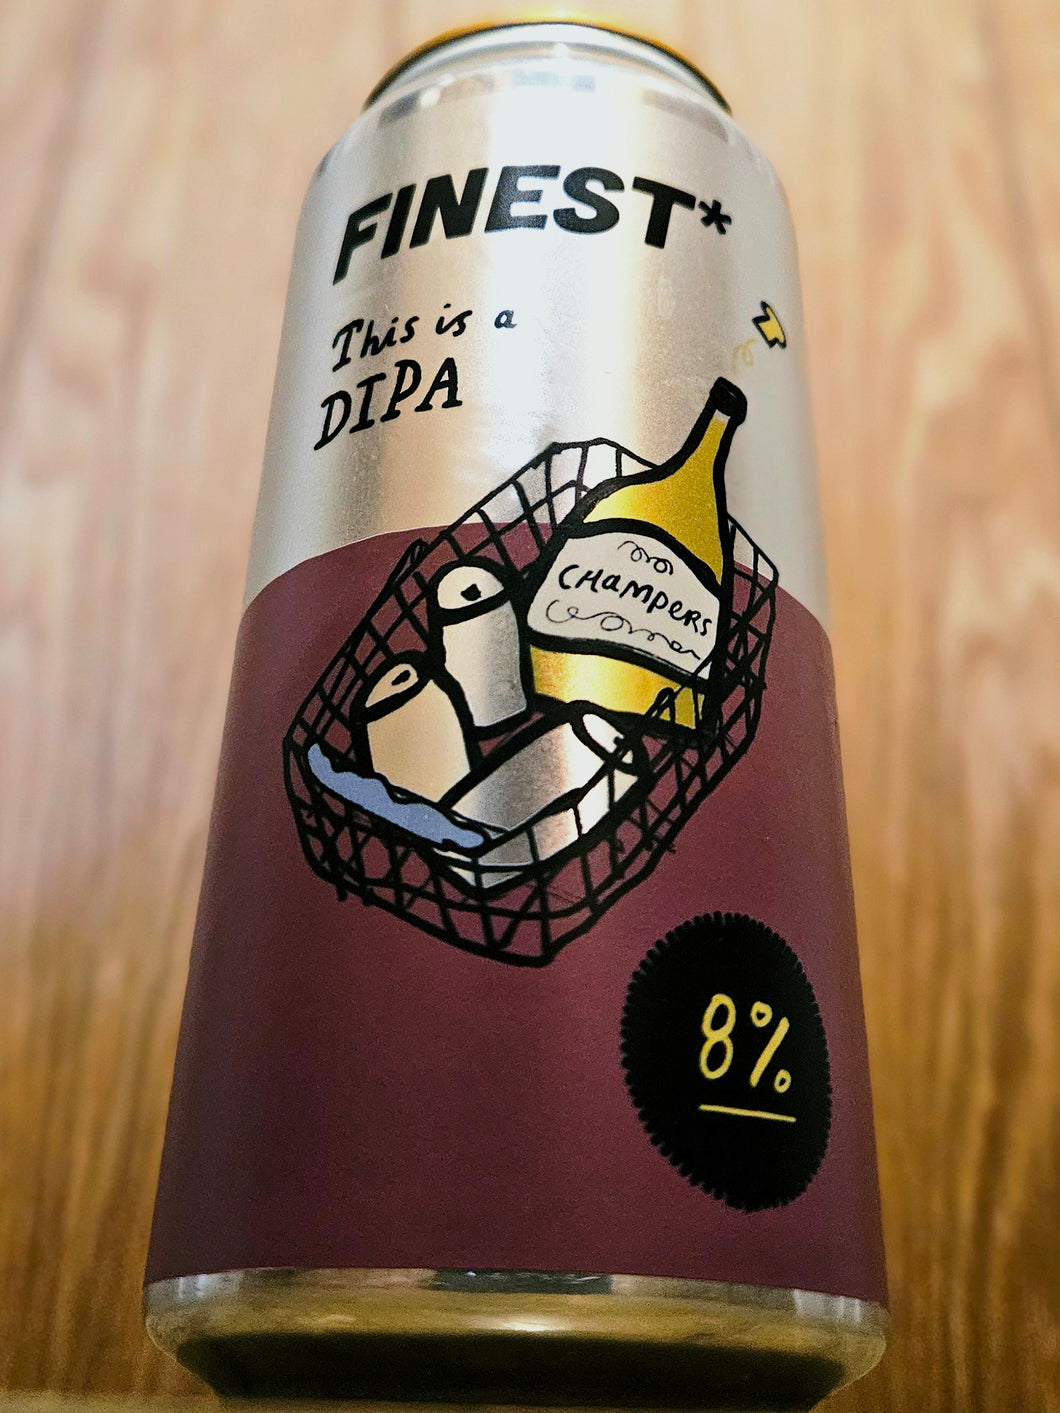 FINEST*
This is a
DIPA
CHamPERS
8%